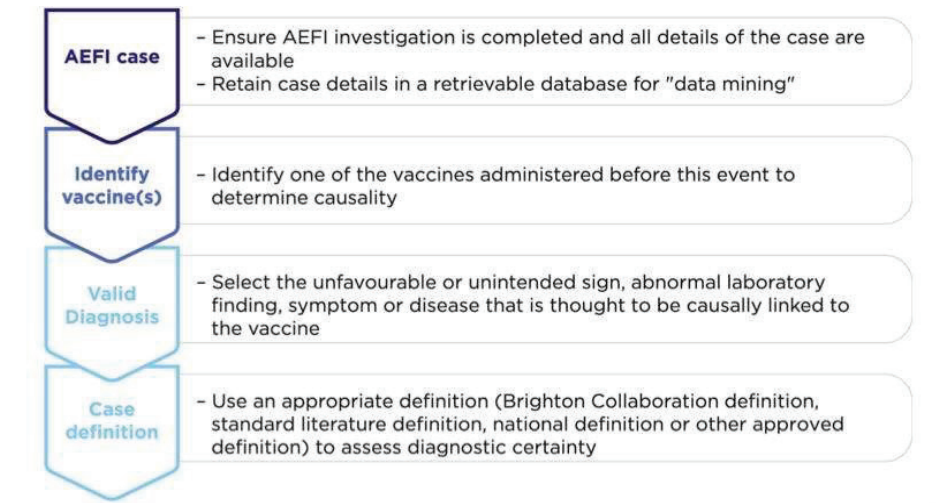 AEFI case
– Ensure AEFI investigation is completed and all details of the case are
available
– Retain case details in a retrievable database for "data mining"
Identify
vaccine(s)
– Identify one of the vaccines administered before this event to
determine causality
Valid
Diagnosis
– Select the unfavourable or unintended sign, abnormal laboratory
finding, symptom or disease that is thought to be causally linked to
the vaccine
Case
definition
– Use an appropriate definition (Brighton Collaboration definition,
standard literature definition, national definition or other approved
definition) to assess diagnostic certainty